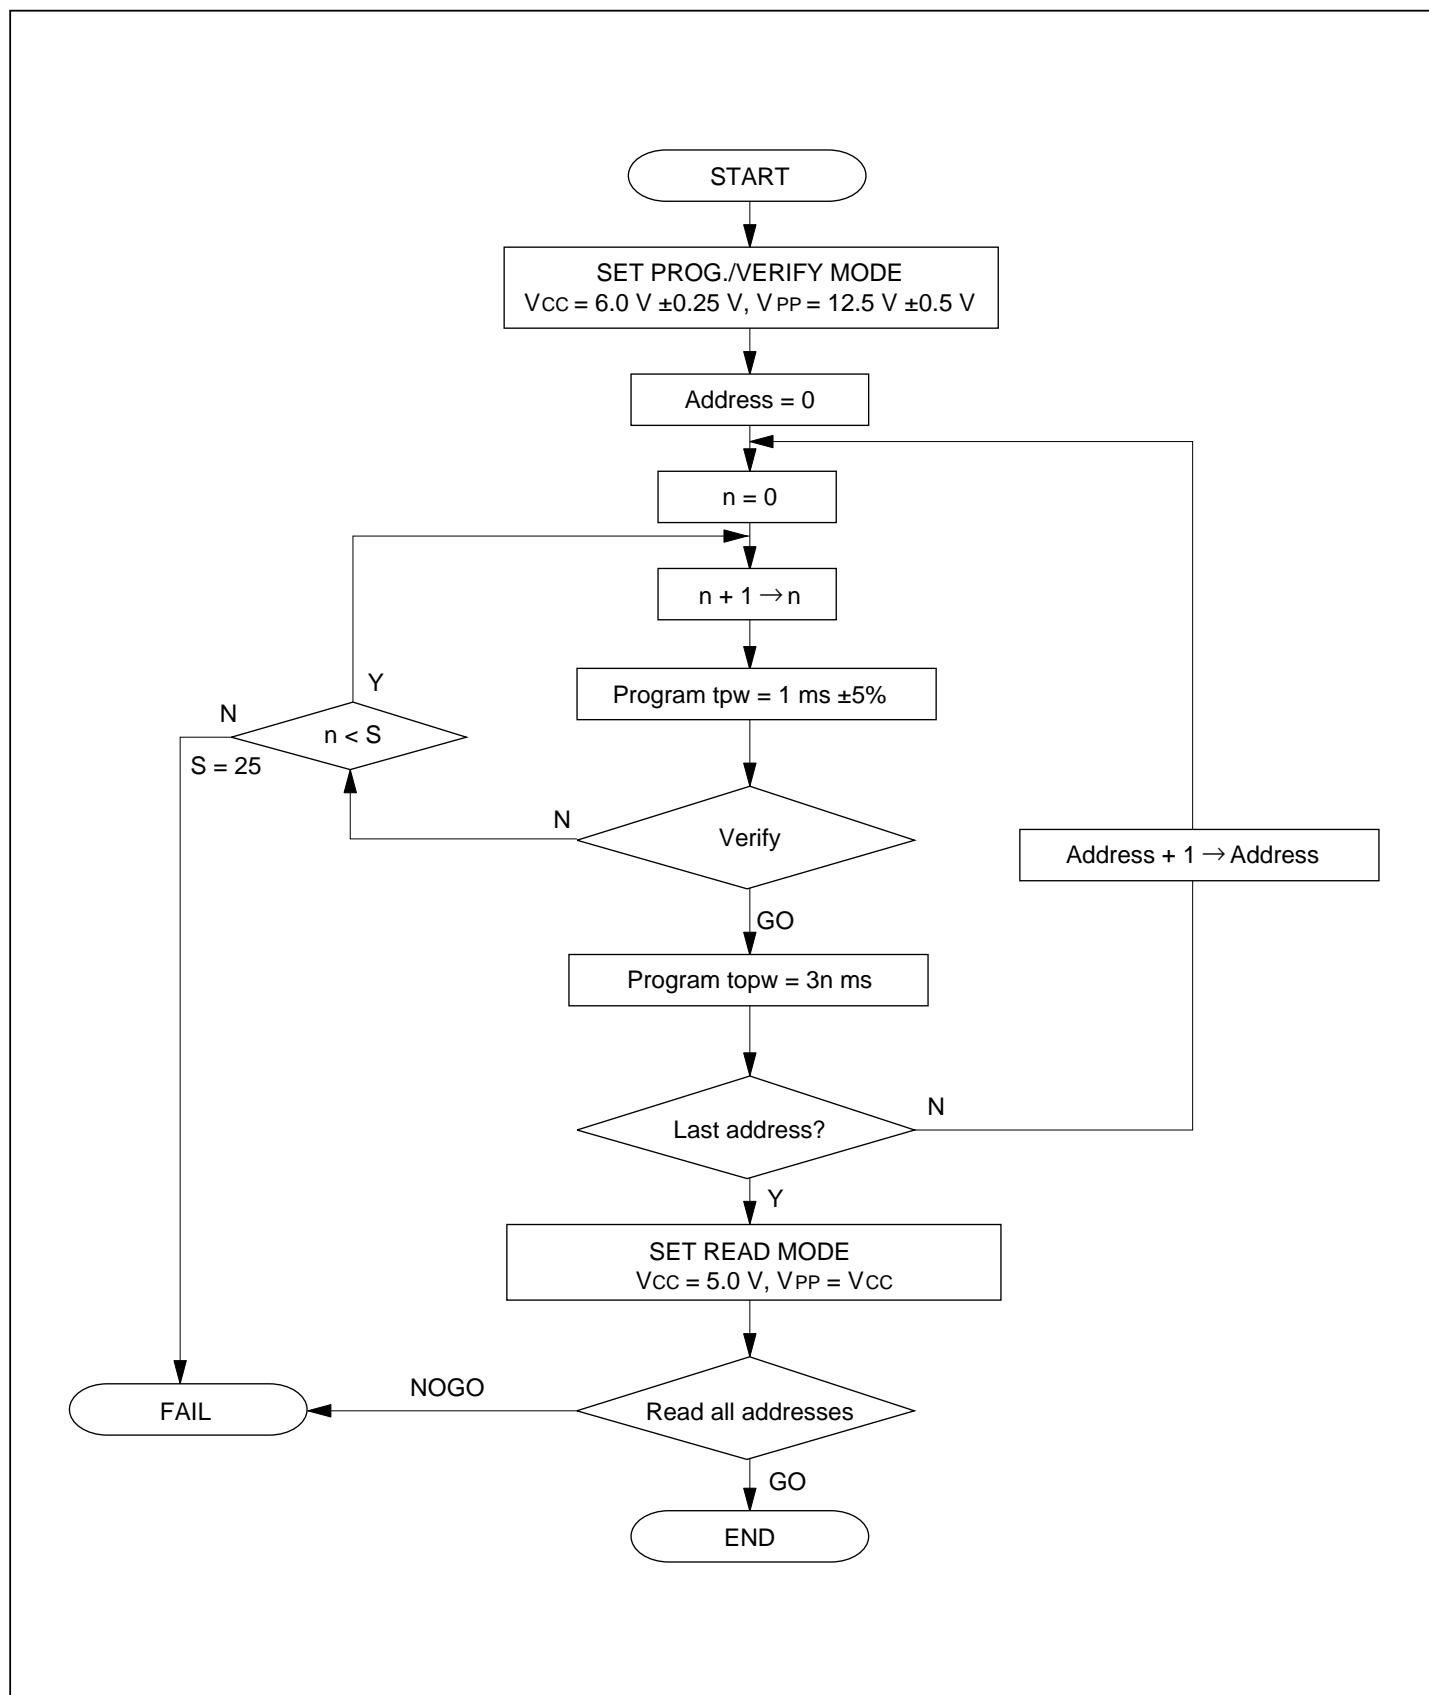 START
SET PROG./VERIFY MODE
VCC = 6.0 V ±0.25 V, VPP = 12.5 V ±0.5 V
Address = 0
n = 0
n + 1 → n
Program tpw = 1 ms ±5%
Y
N
n < S
S = 25
N
Verify
Address + 1 → Address
GO
Program topw = 3n ms
Last address?
N
Y
SET READ MODE
VCC = 5.0 V, VPP = VCC
NOGO
FAIL
Read all addresses
GO
END